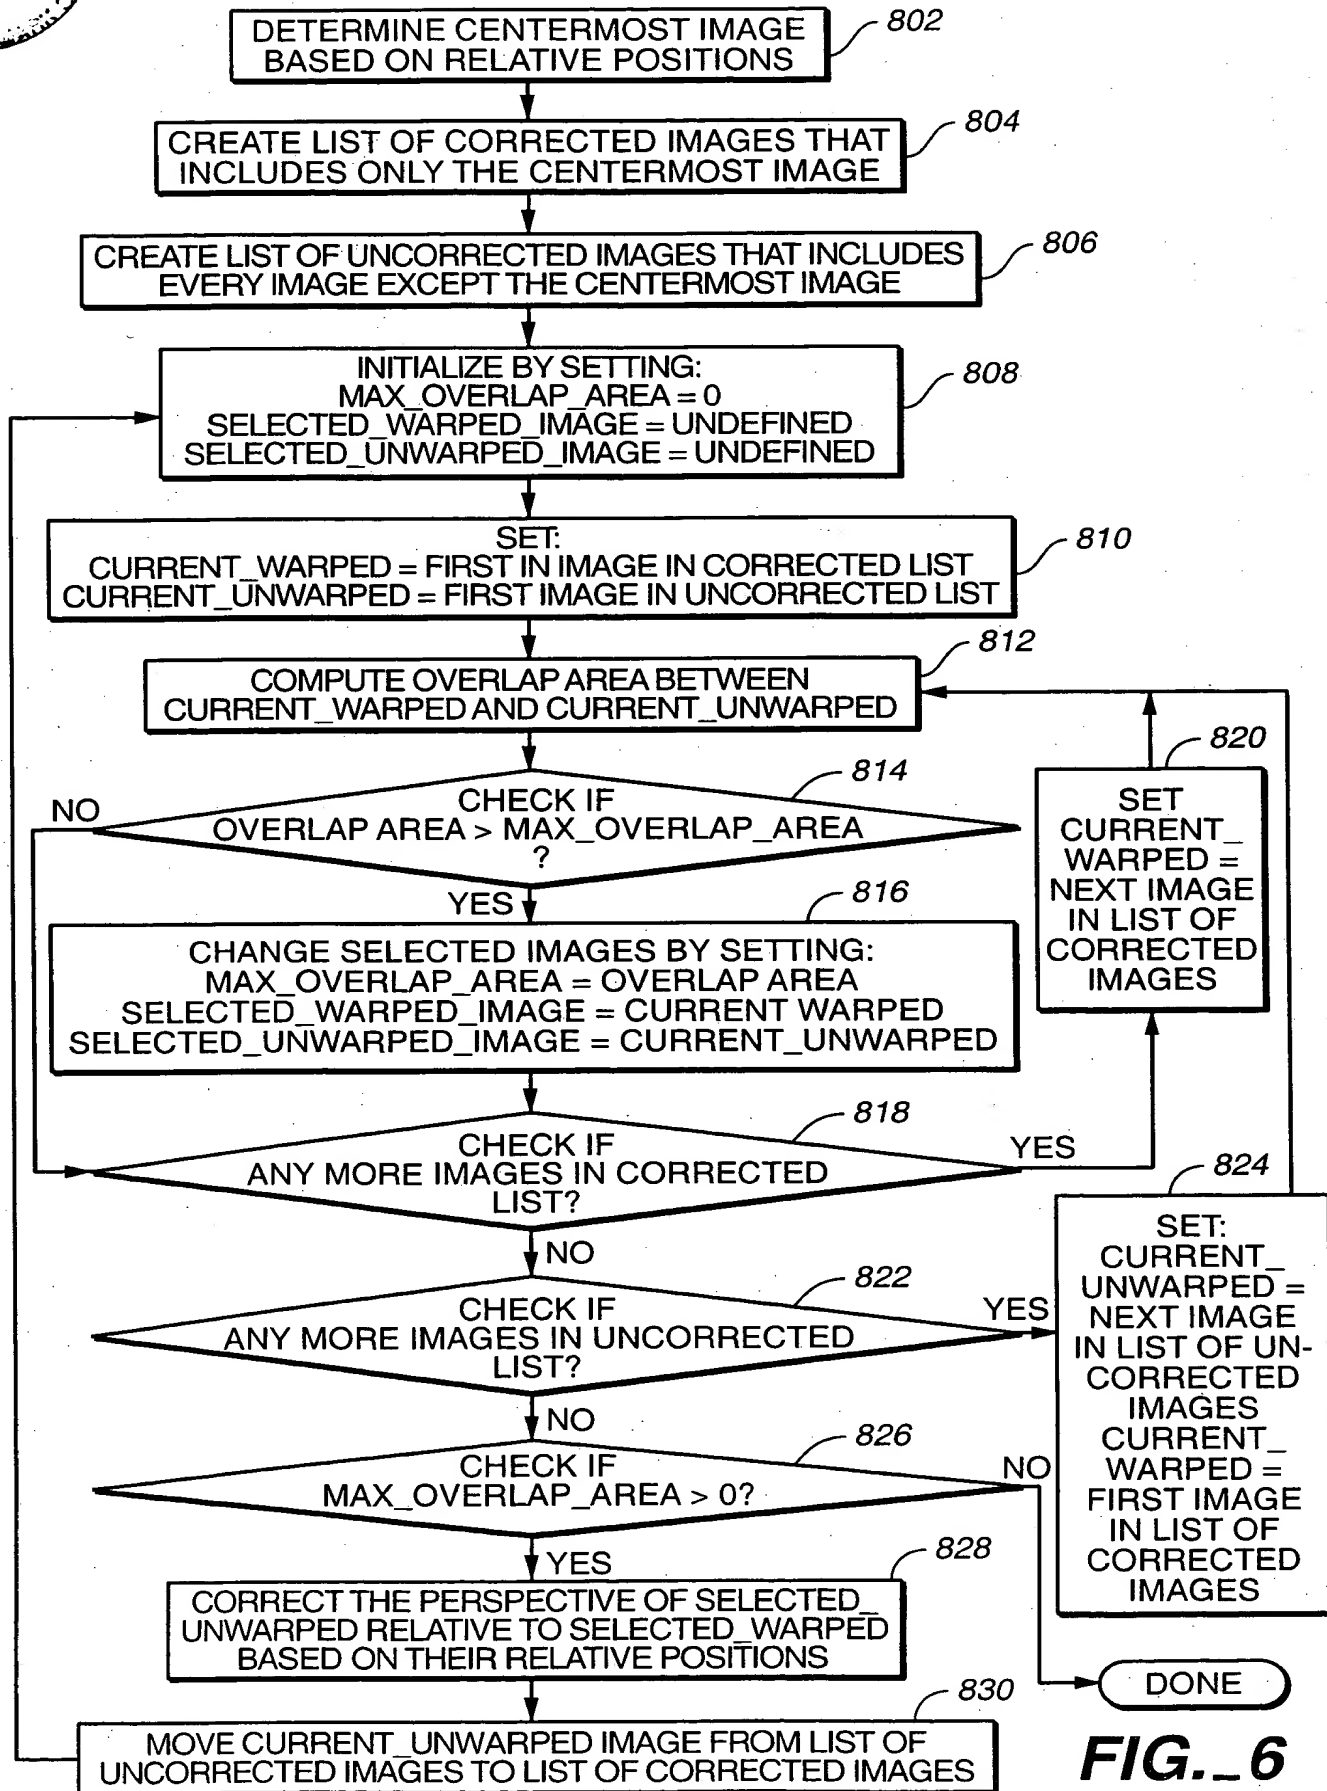 DETERMINE CENTERMOST IMAGE
BASED ON RELATIVE POSITIONS
802
CREATE LIST OF CORRECTED IMAGES THAT
INCLUDES ONLY THE CENTERMOST IMAGE
804
CREATE LIST OF UNCORRECTED IMAGES THAT INCLUDES
EVERY IMAGE EXCEPT THE CENTERMOST IMAGE
806
INITIALIZE BY SETTING:
MAX_OVERLAP_AREA = 0
SELECTED_WARPED_IMAGE = UNDEFINED
SELECTED_UNWARPED_IMAGE = UNDEFINED
808
SET:
CURRENT_WARPED = FIRST IN IMAGE IN CORRECTED LIST
CURRENT_UNWARPED = FIRST IMAGE IN UNCORRECTED LIST
810
COMPUTE OVERLAP AREA BETWEEN
CURRENT_WARPED AND CURRENT_UNWARPED
812
CHECK IF
OVERLAP AREA > MAX_OVERLAP_AREA
?
814
NO
YES
CHANGE SELECTED IMAGES BY SETTING:
MAX_OVERLAP_AREA = OVERLAP AREA
SELECTED_WARPED_IMAGE = CURRENT WARPED
SELECTED_UNWARPED_IMAGE = CURRENT_UNWARPED
816
CHECK IF
ANY MORE IMAGES IN CORRECTED
LIST?
818
YES
NO
SET
CURRENT_
WARPED =
NEXT IMAGE
IN LIST OF
CORRECTED
IMAGES
820
CHECK IF
ANY MORE IMAGES IN UNCORRECTED
LIST?
822
YES
NO
SET:
CURRENT_
UNWARPED =
NEXT IMAGE
IN LIST OF UN-
CORRECTED
IMAGES
CURRENT_
WARPED =
FIRST IMAGE
IN LIST OF
CORRECTED
IMAGES
824
CHECK IF
MAX_OVERLAP_AREA > 0?
826
NO
YES
CORRECT THE PERSPECTIVE OF SELECTED_
UNWARPED RELATIVE TO SELECTED_WARPED
BASED ON THEIR RELATIVE POSITIONS
828
DONE
MOVE CURRENT_UNWARPED IMAGE FROM LIST OF
UNCORRECTED IMAGES TO LIST OF CORRECTED IMAGES
830
FIG._6